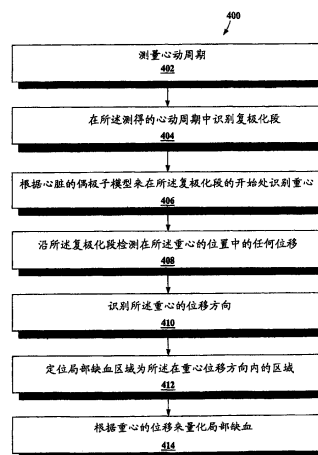 400
测量心动周期
402
在所述测得的心动周期中识别复极化段
404
根据心脏的偶极子模型来在所述复极化段的开始处识别重心
406
沿所述复极化段检测在所述重心的位置中的任何位移
408
识别所述重心的位移方向
410
定位局部缺血区域为所述在重心位移方向内的区域
412
根据重心的位移来量化局部缺血
414